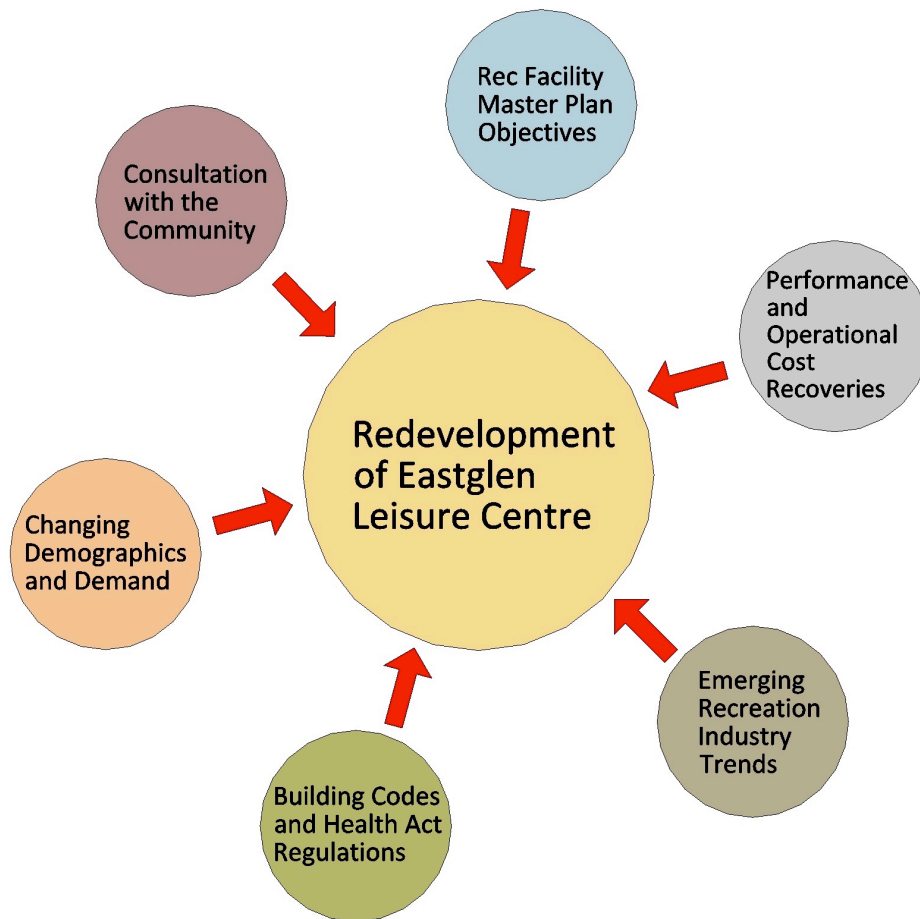 Rec Facility
Master Plan
Objectives
Consultation
with the
Community
Performance
and
Operational
Cost
Recoveries
Redevelopment
of Eastglen
Leisure Centre
Changing
Demographics
and Demand
Emerging
Recreation
Industry
Trends
Building Codes
and Health Act
Regulations